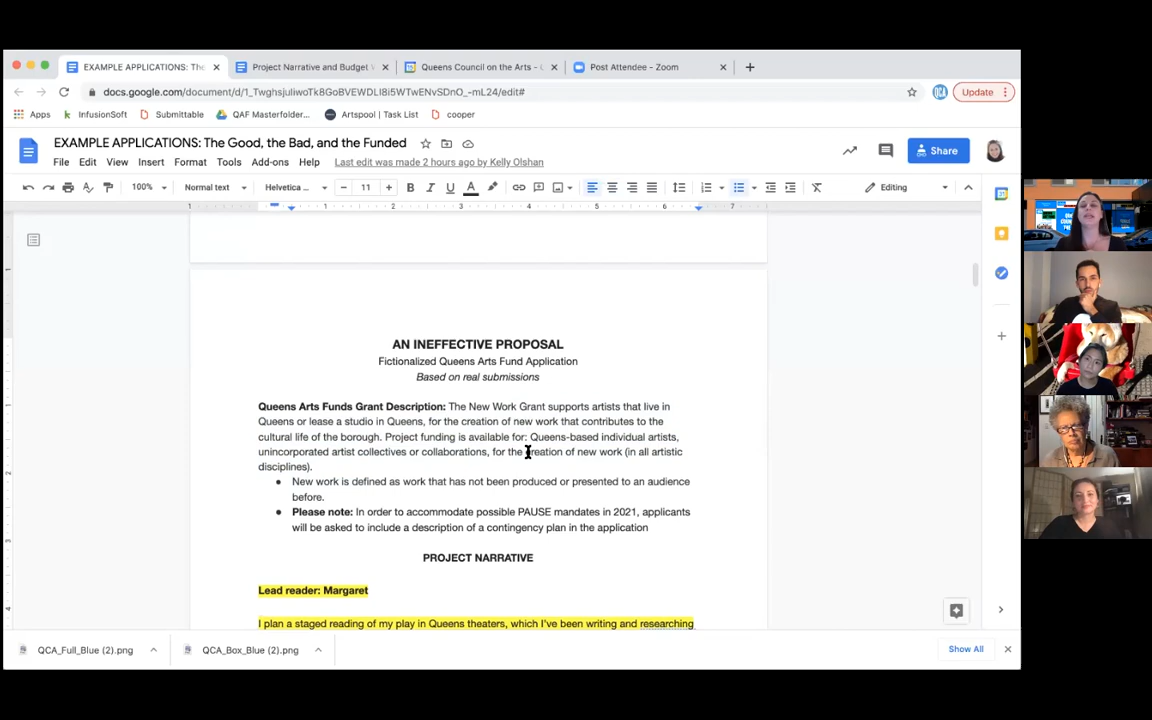 EXAMPLE APPLICATIONS: The
Project Narrative and Budget
Queens Council on the Arts -
Post Attendee - Zoom
docs.google.com/document/d/1_TwghsjuliwoTk8GoBVEWDLI8i5WTwENvSDnO_-mL24/edit#
QCA
Update
Apps
InfusionSoft
Submittable
QAF Masterfolder...
Artspool | Task List
cooper
EXAMPLE APPLICATIONS: The Good, the Bad, and the Funded
File Edit View Insert Format Tools Add-ons Help Last edit was made 2 hours ago by Kelly Olshan
Share
100% Normal text Helvetica ... 11 B I U A Editing
1 1 2 3 4 5 6 7
AN INEFFECTIVE PROPOSAL
Fictionalized Queens Arts Fund Application
Based on real submissions
Queens Arts Funds Grant Description: The New Work Grant supports artists that live in
Queens or lease a studio in Queens, for the creation of new work that contributes to the
cultural life of the borough. Project funding is available for: Queens-based individual artists,
unincorporated artist collectives or collaborations, for the creation of new work (in all artistic
disciplines).
● New work is defined as work that has not been produced or presented to an audience
before.
● Please note: In order to accommodate possible PAUSE mandates in 2021, applicants
will be asked to include a description of a contingency plan in the application
PROJECT NARRATIVE
Lead reader: Margaret
I plan a staged reading of my play in Queens theaters, which I've been writing and researching
QCA_Full_Blue (2).png
QCA_Box_Blue (2).png
Show All